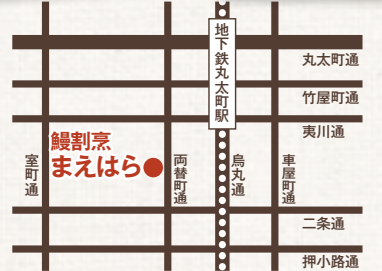 地下鉄丸太町駅
丸太町通
竹屋町通
夷川通
鰻割烹
まえはら
室町通
両替町通
烏丸通
車屋町通
二条通
押小路通